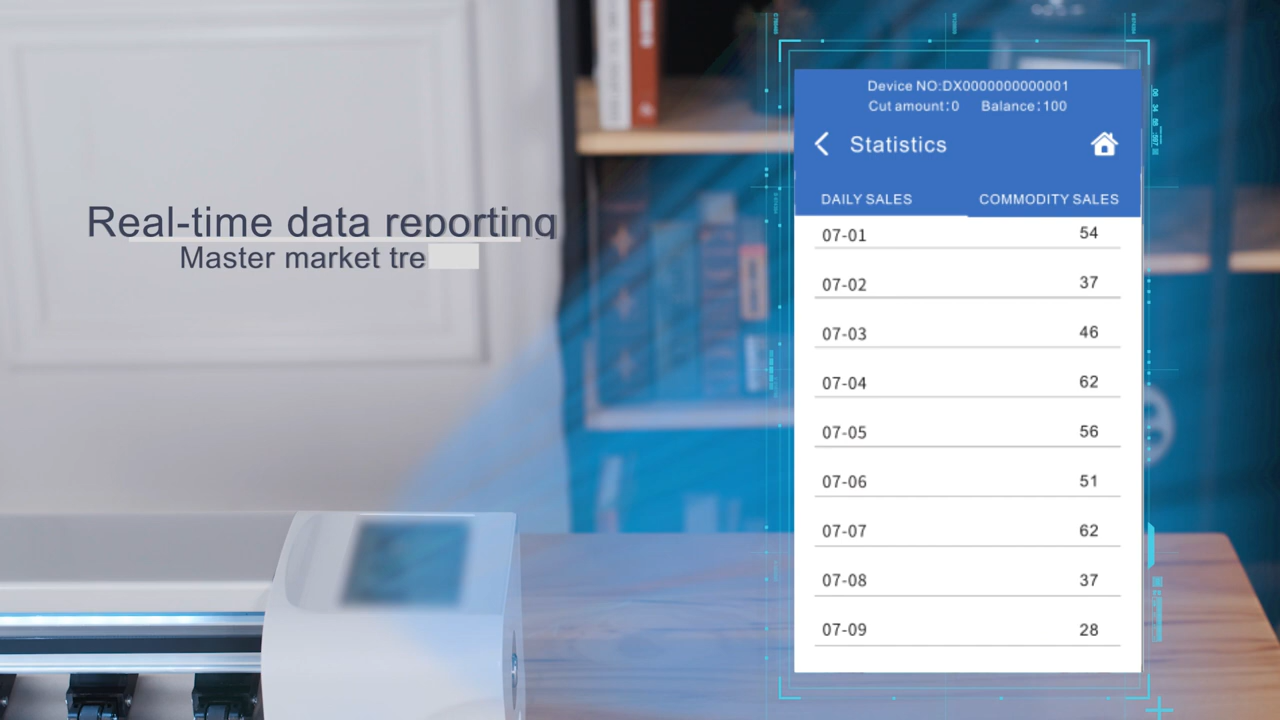 Real-time data reporting
Master market tre
Device NO:DX0000000000001
Cut amount:0 Balance:100
Statistics
DAILY SALES COMMODITY SALES
07-01 54
07-02 37
07-03 46
07-04 62
07-05 56
07-06 51
07-07 62
07-08 37
07-09 28